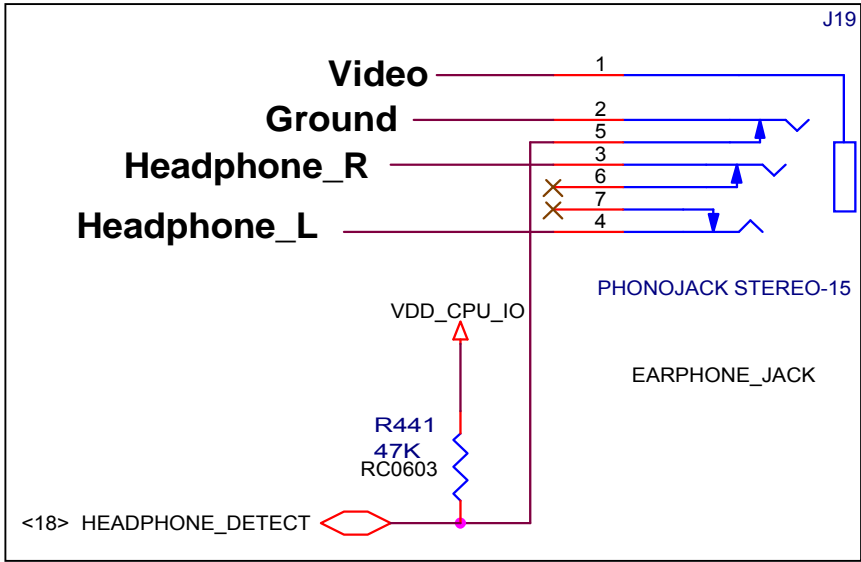 J19
Video 1
Ground 2
5
Headphone_R 3
6
7
Headphone_L 4
PHONOJACK STEREO-15
VDD_CPU_IO
EARPHONE_JACK
R441
47K
RC0603
<18> HEADPHONE_DETECT